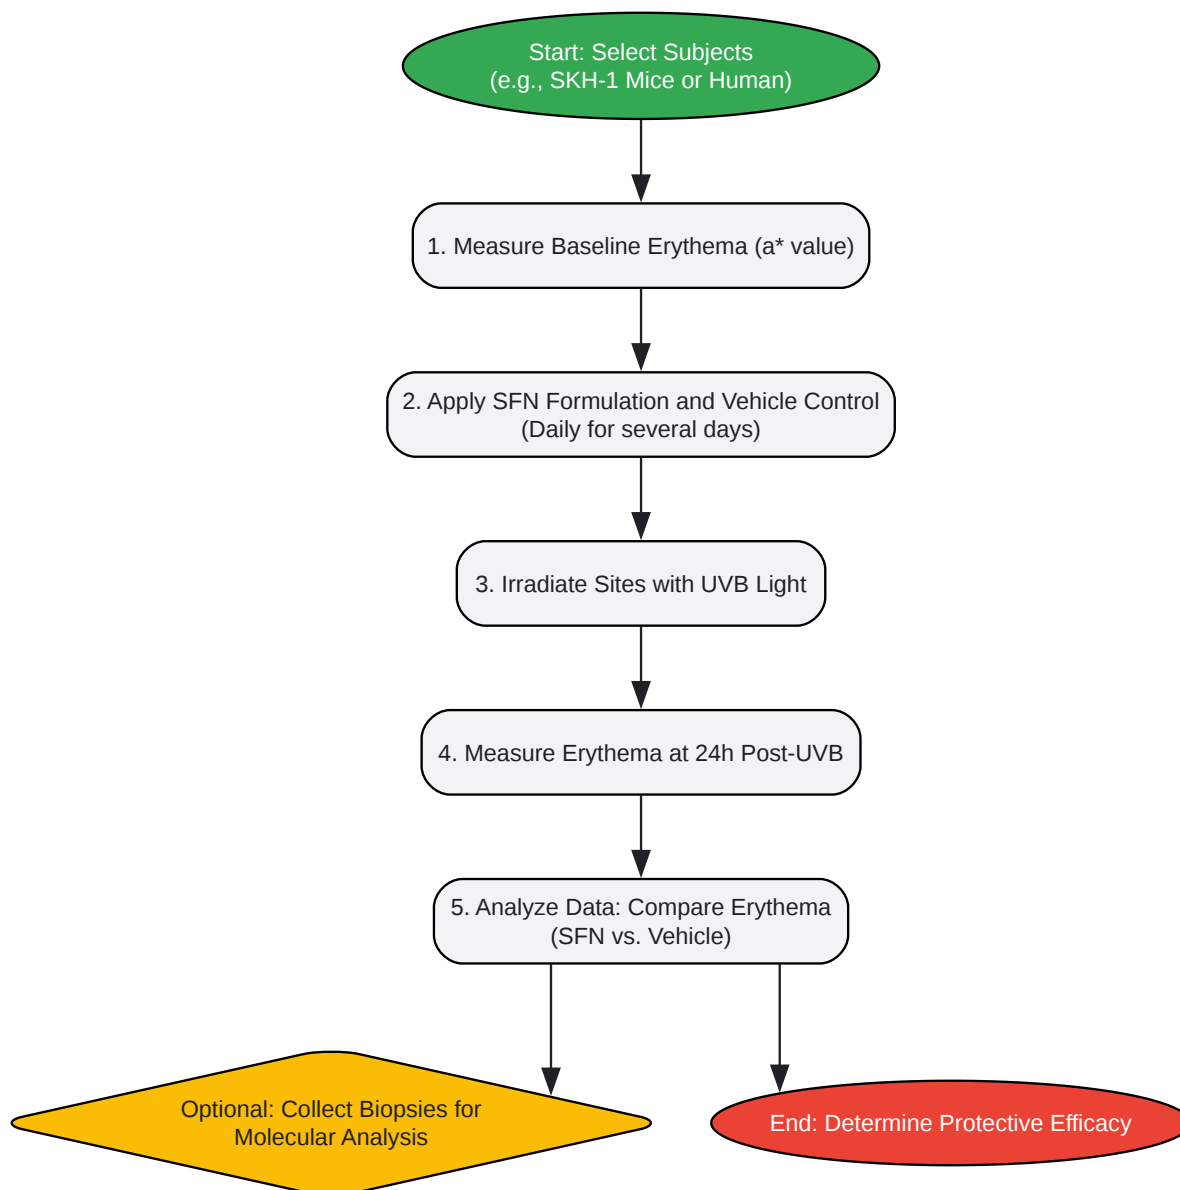 Start: Select Subjects
(e.g., SKH-1 Mice or Human)
1. Measure Baseline Erythema (a* value)
2. Apply SFN Formulation and Vehicle Control
(Daily for several days)
3. Irradiate Sites with UVB Light
4. Measure Erythema at 24h Post-UVB
5. Analyze Data: Compare Erythema
(SFN vs. Vehicle)
Optional: Collect Biopsies for
Molecular Analysis
End: Determine Protective Efficacy